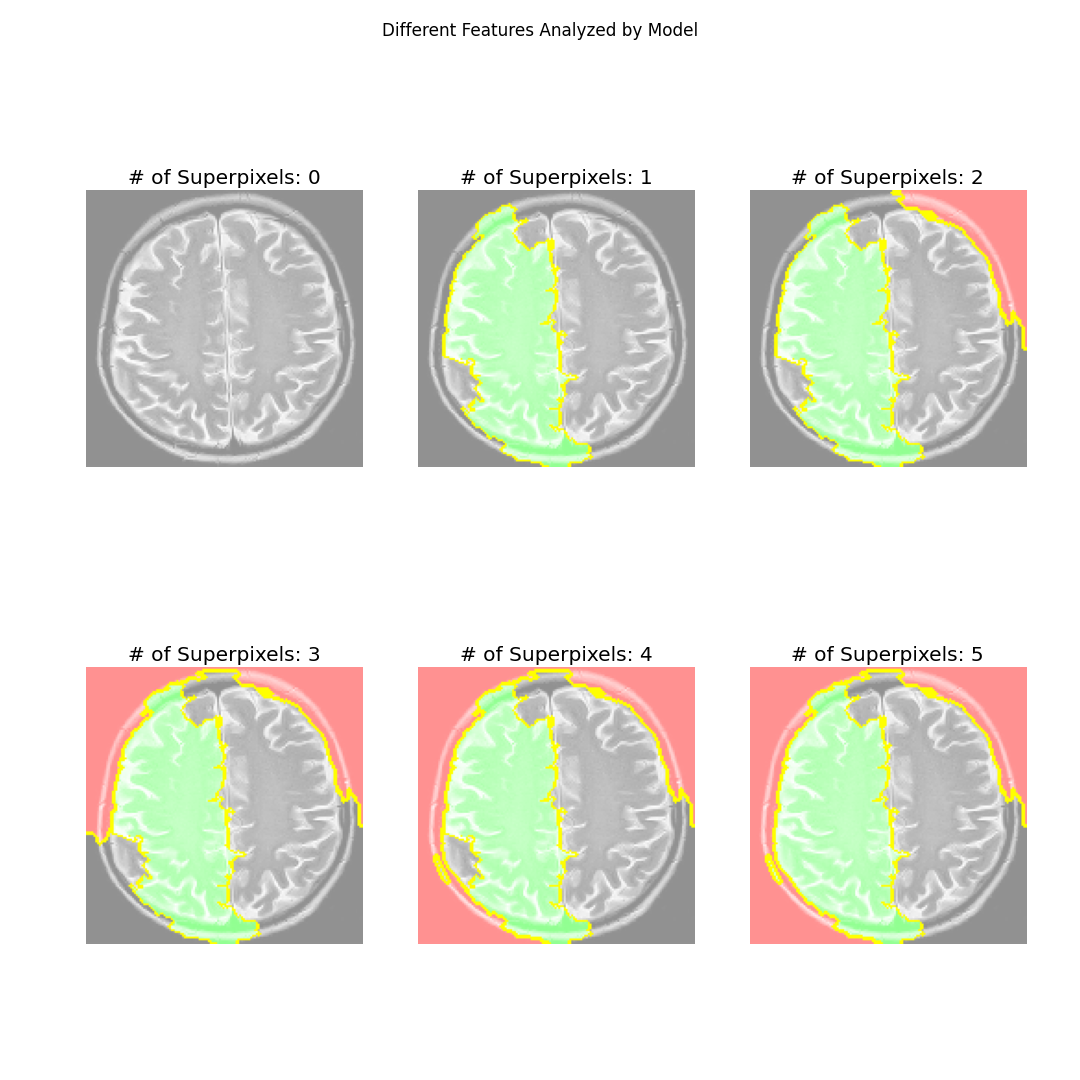 Different Features Analyzed by Model
# of Superpixels: 0
# of Superpixels: 1
# of Superpixels: 2
# of Superpixels: 3
# of Superpixels: 4
# of Superpixels: 5